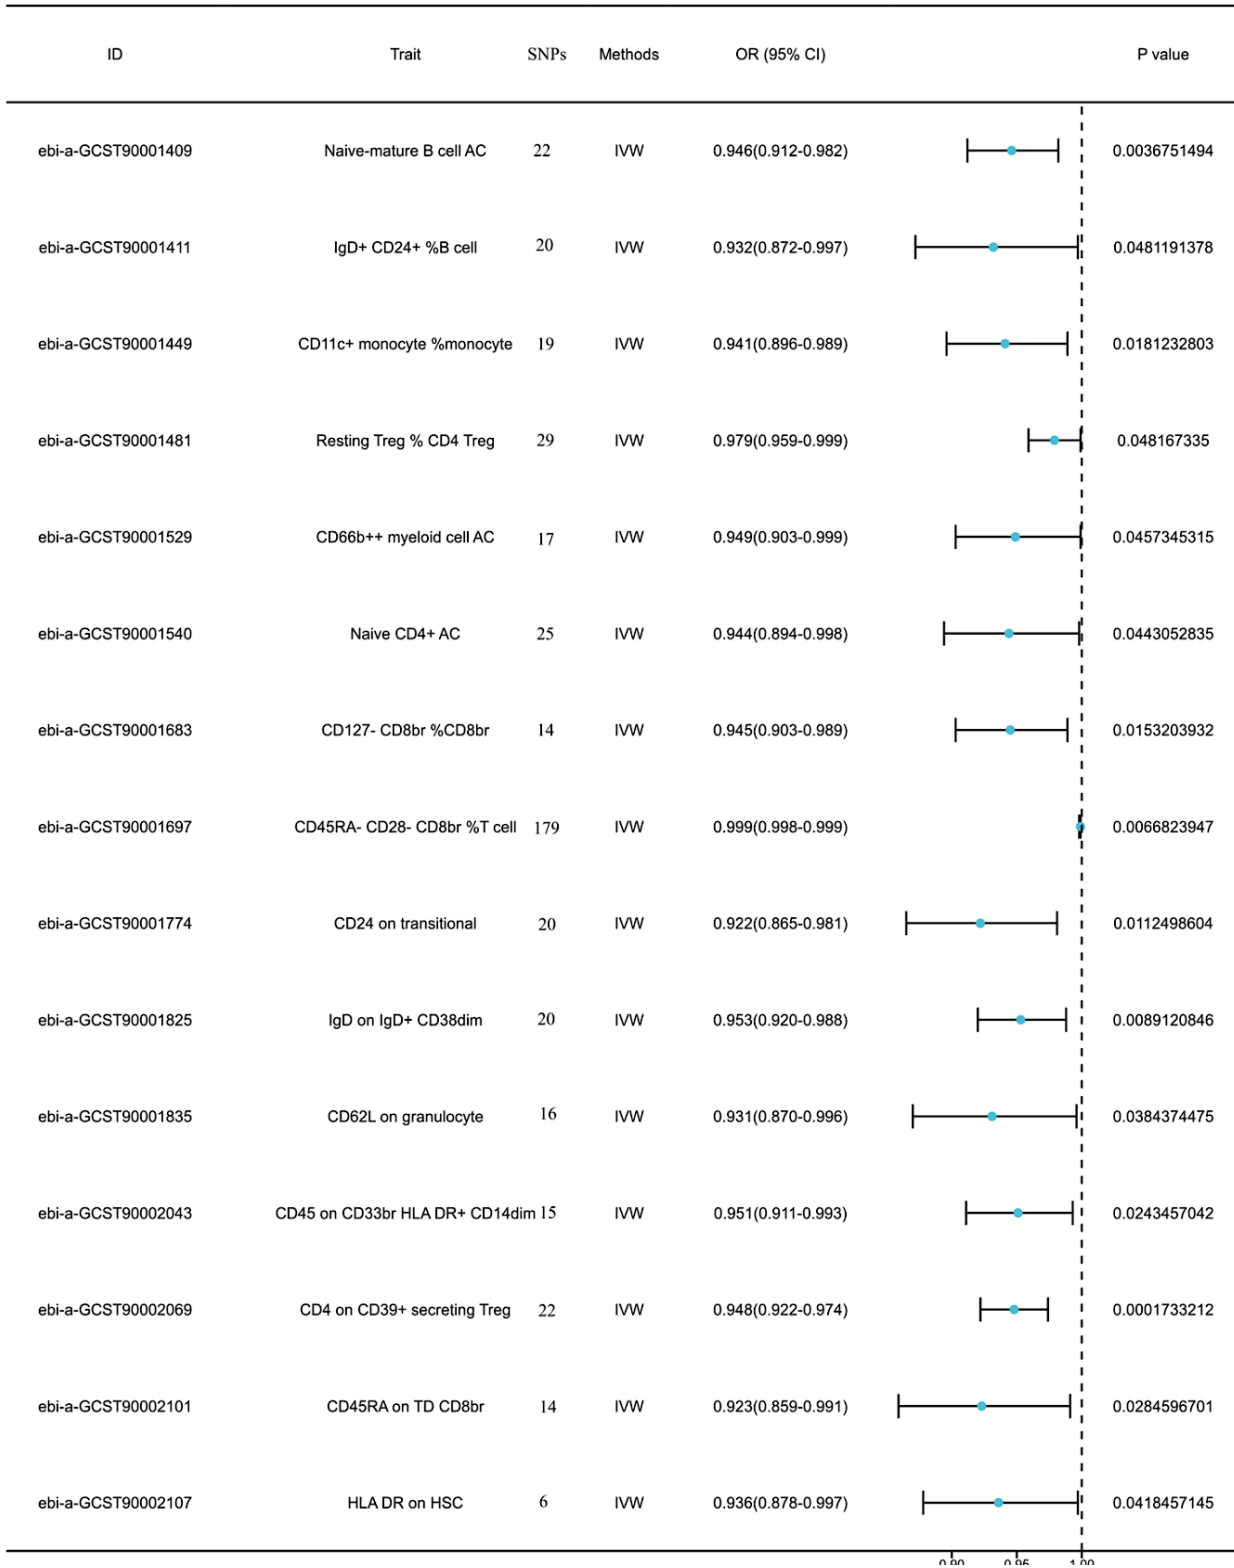 ID Trait SNPs Methods OR (95% CI) P value
ebi-a-GCST90001409 Naive-mature B cell AC 22 IVW 0.946(0.912-0.982) 0.0036751494
ebi-a-GCST90001411 IgD+ CD24+ %B cell 20 IVW 0.932(0.872-0.997) 0.0481191378
ebi-a-GCST90001449 CD11c+ monocyte %monocyte 19 IVW 0.941(0.896-0.989) 0.0181232803
ebi-a-GCST90001481 Resting Treg % CD4 Treg 29 IVW 0.979(0.959-0.999) 0.048167335
ebi-a-GCST90001529 CD66b++ myeloid cell AC 17 IVW 0.949(0.903-0.999) 0.0457345315
ebi-a-GCST90001540 Naive CD4+ AC 25 IVW 0.944(0.894-0.998) 0.0443052835
ebi-a-GCST90001683 CD127- CD8br %CD8br 14 IVW 0.945(0.903-0.989) 0.0153203932
ebi-a-GCST90001697 CD45RA- CD28- CD8br %T cell 179 IVW 0.999(0.998-0.999) 0.0066823947
ebi-a-GCST90001774 CD24 on transitional 20 IVW 0.922(0.865-0.981) 0.0112498604
ebi-a-GCST90001825 IgD on IgD+ CD38dim 20 IVW 0.953(0.920-0.988) 0.0089120846
ebi-a-GCST90001835 CD62L on granulocyte 16 IVW 0.931(0.870-0.996) 0.0384374475
ebi-a-GCST90002043 CD45 on CD33br HLA DR+ CD14dim 15 IVW 0.951(0.911-0.993) 0.0243457042
ebi-a-GCST90002069 CD4 on CD39+ secreting Treg 22 IVW 0.948(0.922-0.974) 0.0001733212
ebi-a-GCST90002101 CD45RA on TD CD8br 14 IVW 0.923(0.859-0.991) 0.0284596701
ebi-a-GCST90002107 HLA DR on HSC 6 IVW 0.936(0.878-0.997) 0.0418457145
0.90 0.95 1.00